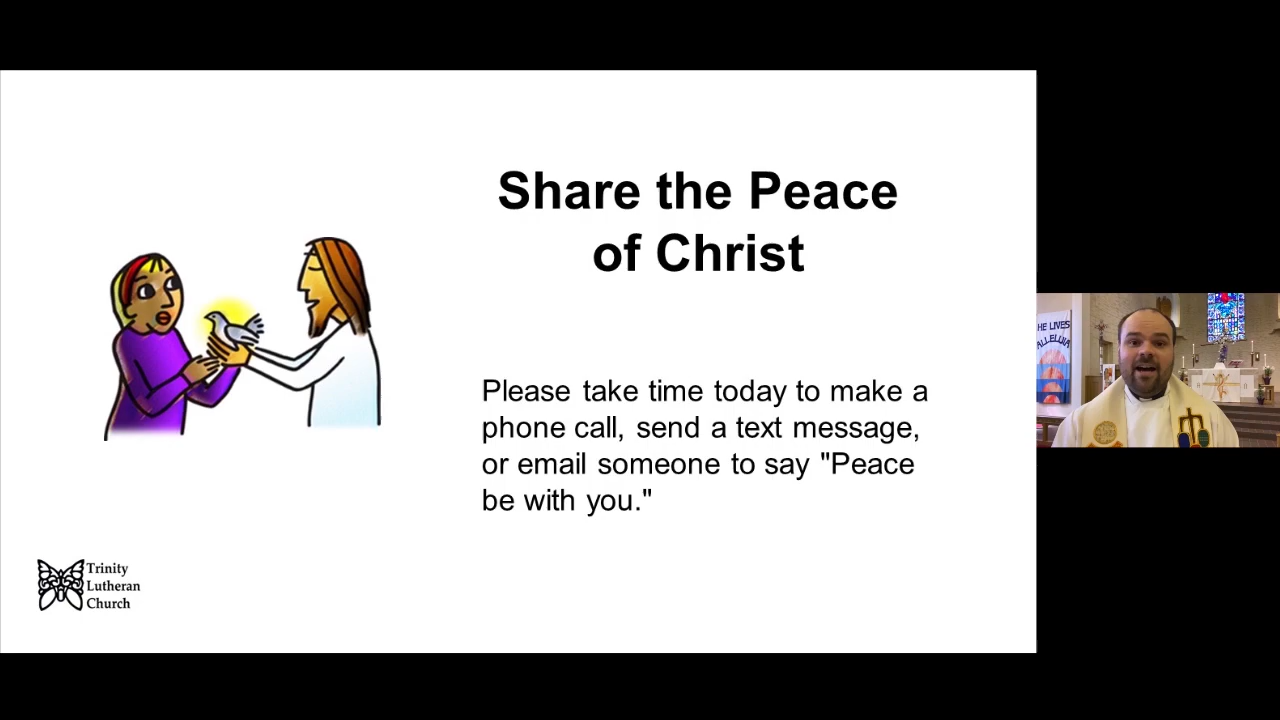 Share the Peace
of Christ
Please take time today to make a
phone call, send a text message,
or email someone to say "Peace
be with you."
Trinity
Lutheran
Church
HE LIVES
ALLELUIA